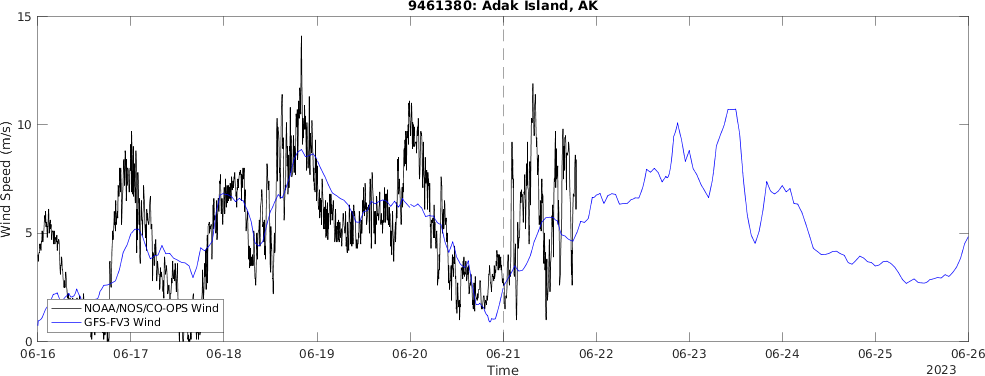 9461380: Adak Island, AK
15
10
5
0
Wind Speed (m/s)
NOAA/NOS/CO-OPS Wind
GFS-FV3 Wind
06-16 06-17 06-18 06-19 06-20 06-21 06-22 06-23 06-24 06-25 06-26
Time
2023